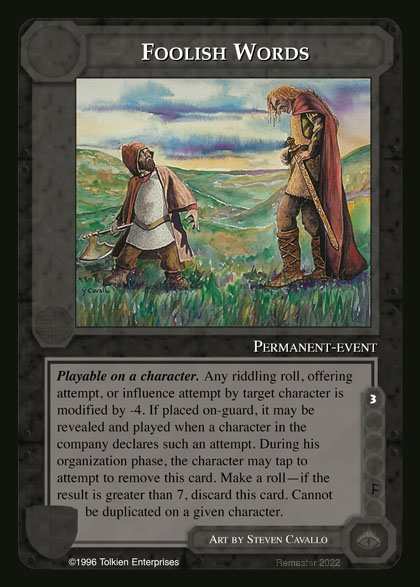 FOOLISH WORDS
Cavallo
PERMANENT-EVENT
Playable on a character. Any riddling roll, offering
attempt, or influence attempt by target character is
modified by -4. If placed on-guard, it may be
revealed and played when a character in the
company declares such an attempt. During his
organization phase, the character may tap to
attempt to remove this card. Make a roll—if the
result is greater than 7, discard this card. Cannot
be duplicated on a given character.
3
F
ART BY STEVEN CAVALLO
©1996 Tolkien Enterprises
Remaster 2022